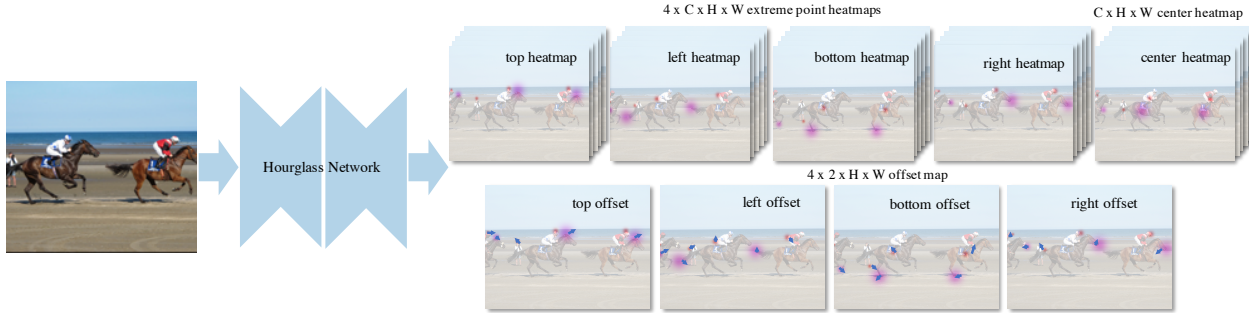 4 x C x H x W extreme point heatmaps
C x H x W center heatmap
top heatmap
left heatmap
bottom heatmap
right heatmap
center heatmap
Hourglass Network
4 x 2 x H x W offset map
top offset
left offset
bottom offset
right offset